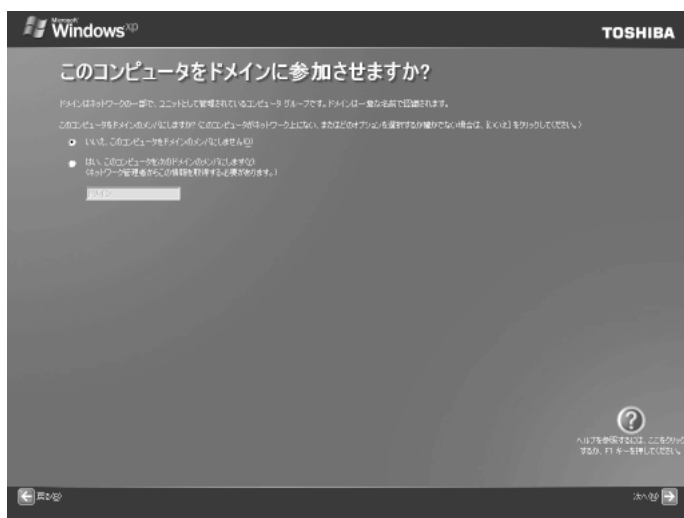 Microsoft
Windows xp
TOSHIBA
このコンピュータをドメインに参加させますか?
ドメインはネットワークの一部で、ユニットとして管理されているコンピュータ グループです。ドメインは一意な名前で認識されます。
このコンピュータをドメインのメンバにしますか? (このコンピュータがネットワーク上にない、またはどのオプションを選択するか確かでない場合は、[いいえ] をクリックしてください。)
いいえ、このコンピュータをドメインのメンバにしません(O)
はい、このコンピュータを次のドメインのメンバにします(Y)
(ネットワーク管理者からこの情報を取得する必要があります。)
ドメイン
ヘルプを参照するには、ここをクリック
するか、F1 キーを押してください。
戻る(B)
次へ(N)